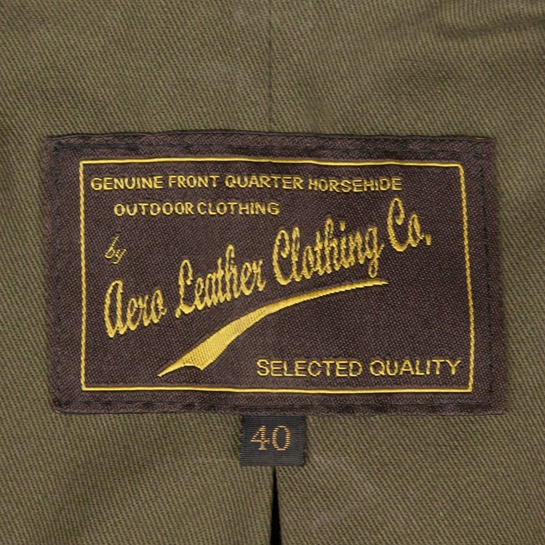 GENUINE FRONT QUARTER HORSEHIDE
OUTDOOR CLOTHING
by
Aero Leather Clothing Co.
SELECTED QUALITY
40